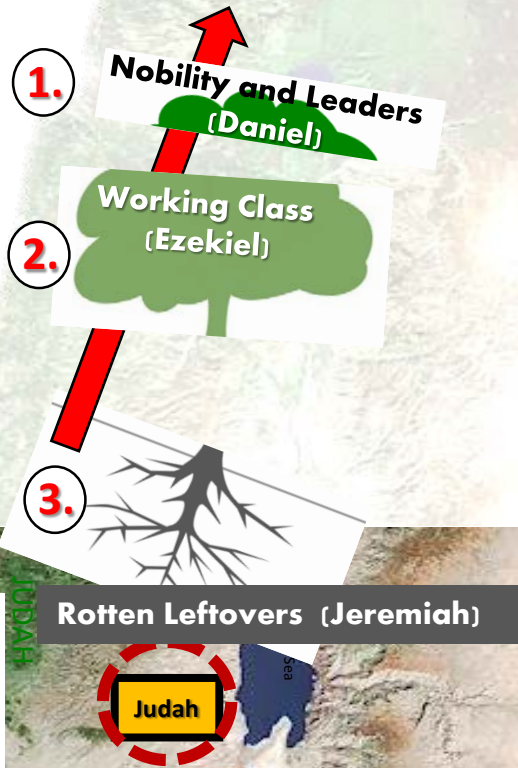 1.
Nobility and Leaders
(Daniel)
2.
Working Class
(Ezekiel)
3.
Rotten Leftovers (Jeremiah)
JUDAH
Sea
Judah